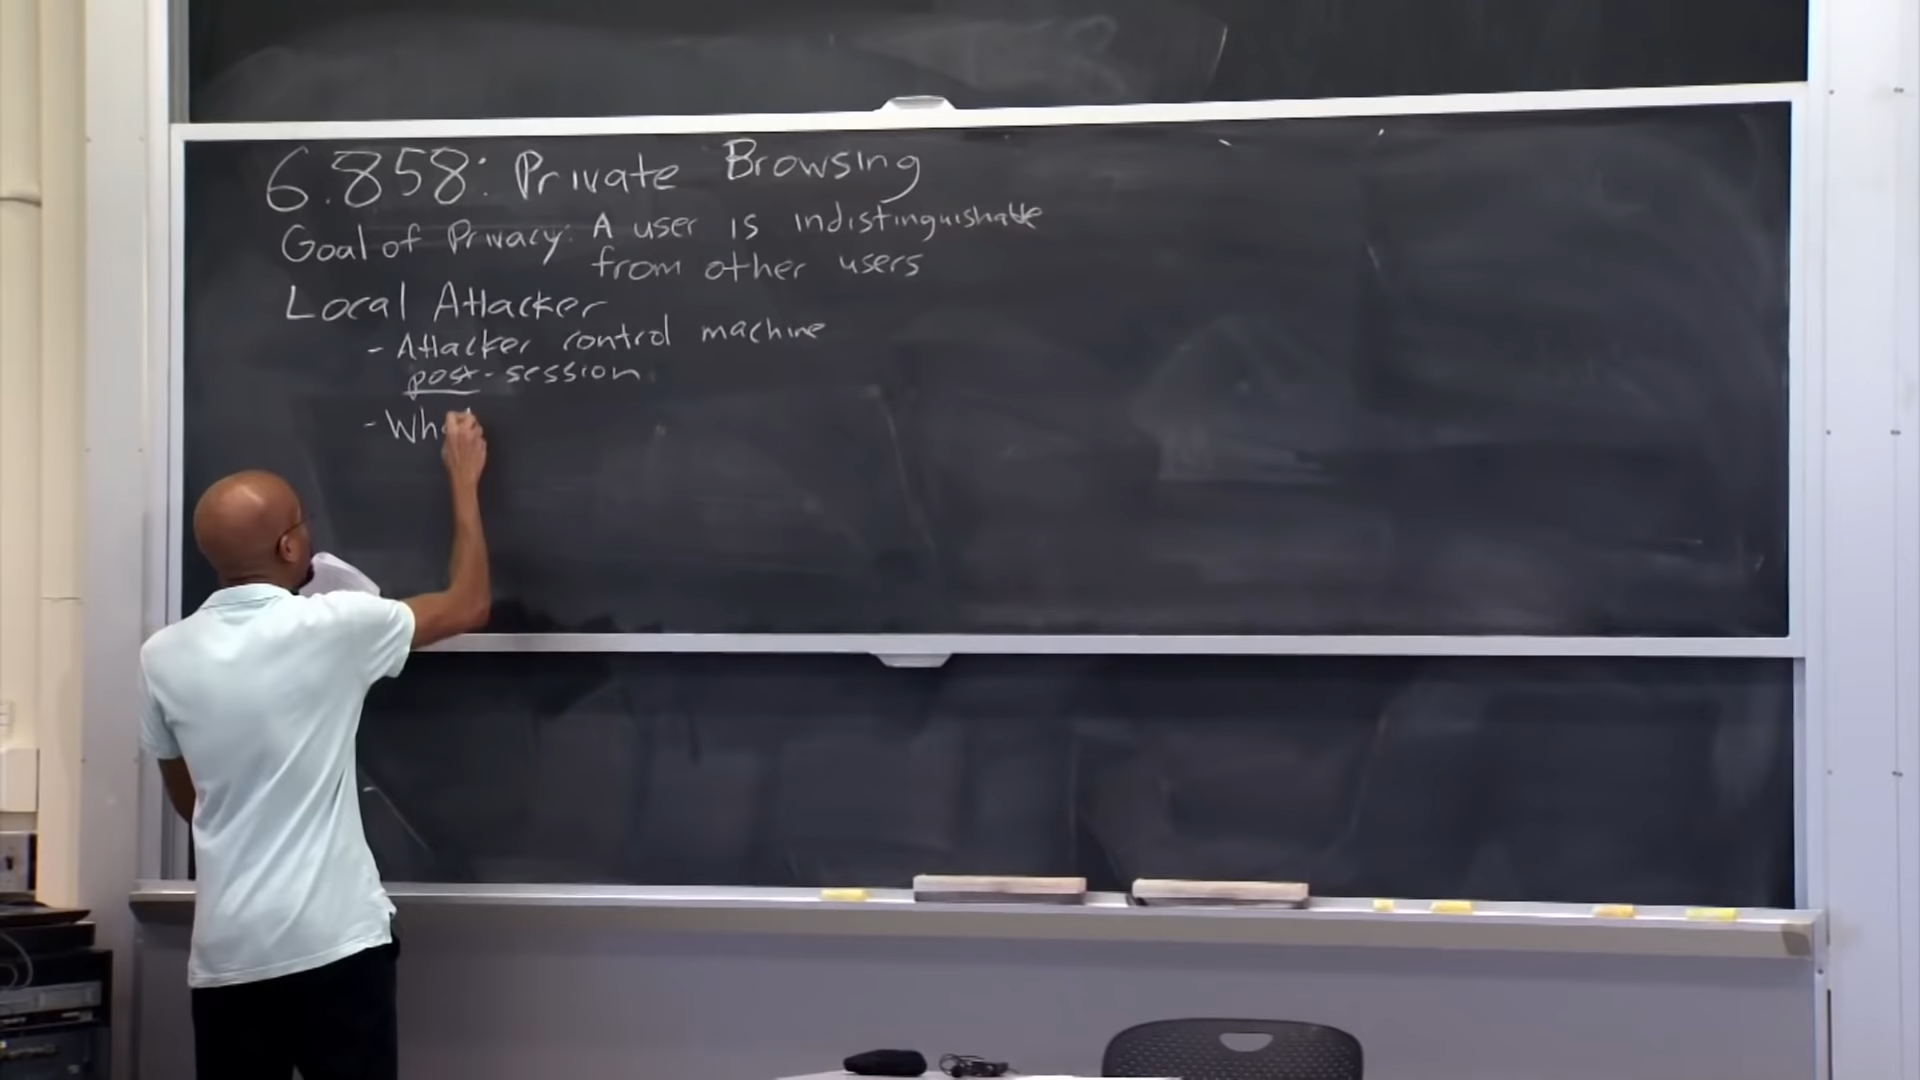 6.858: Private Browsing
Goal of Privacy: A user is indistinguishable
from other users
Local Attacker
- Attacker control machine
post-session
- Wha